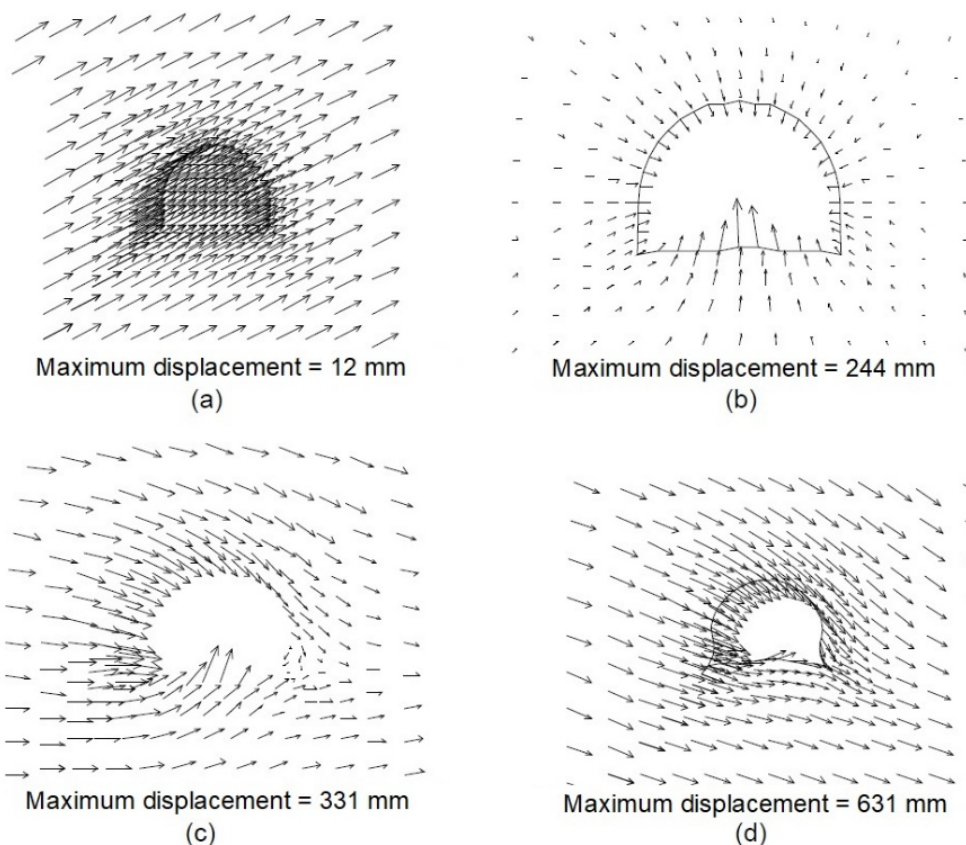 Maximum displacement = 12 mm
(a)
Maximum displacement = 244 mm
(b)
Maximum displacement = 331 mm
(c)
Maximum displacement = 631 mm
(d)